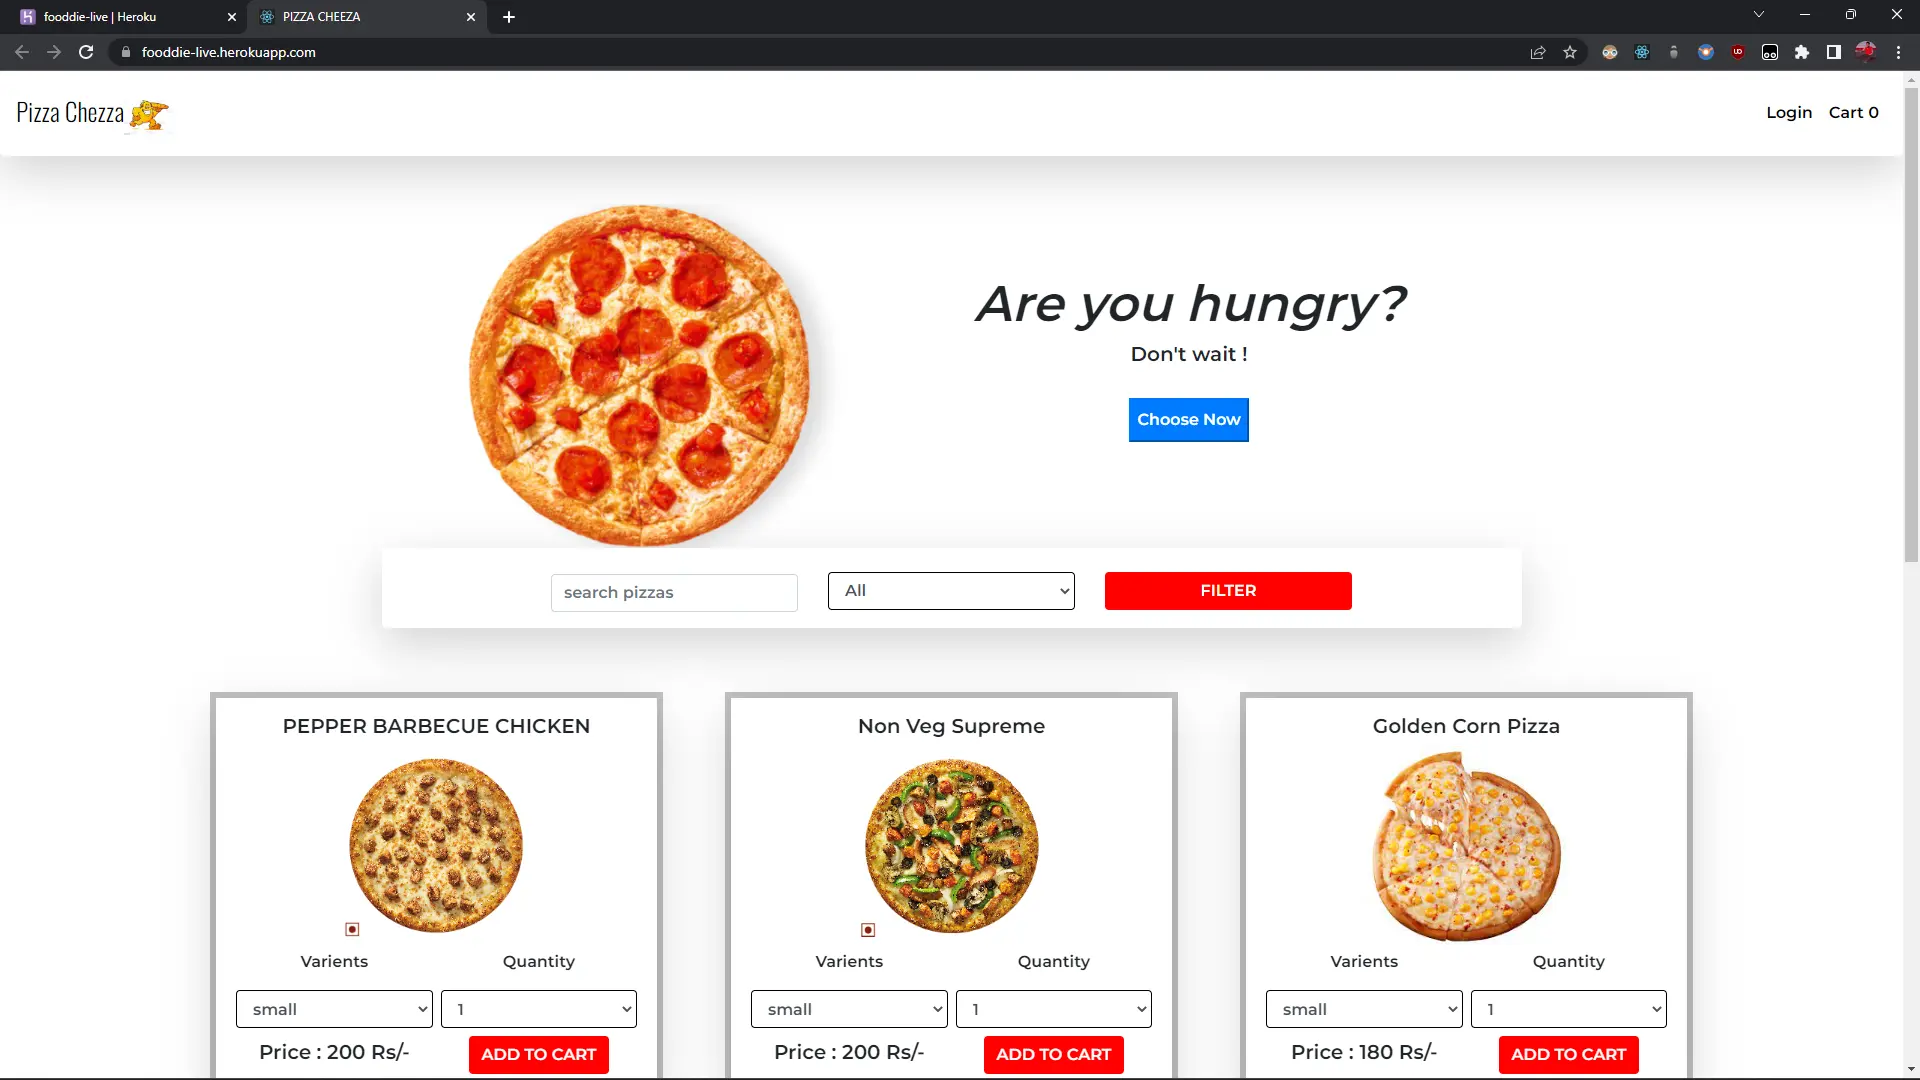 fooddie-live | Heroku
PIZZA CHEEZA
fooddie-live.herokuapp.com
Pizza Chezza
Login Cart 0
Are you hungry?
Don't wait !
Choose Now
search pizzas
All
FILTER
PEPPER BARBECUE CHICKEN
Non Veg Supreme
Golden Corn Pizza
Varients Quantity
Varients Quantity
Varients Quantity
small 1
small 1
small 1
Price : 200 Rs/- ADD TO CART
Price : 200 Rs/- ADD TO CART
Price : 180 Rs/- ADD TO CART